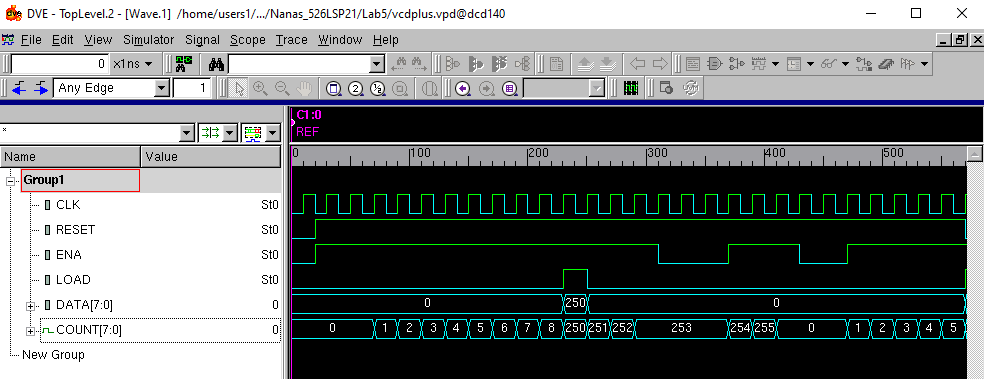 DVE - TopLevel.2 - [Wave.1] /home/users1/.../Nanas_526LSP21/Lab5/vcdplus.vpd@dcd140
File Edit View Simulator Signal Scope Trace Window Help
0 x1ns
Any Edge 1
C1:0
REF
*
Name Value
0 100 200 300 400 500
Group1
CLK St0
RESET St0
ENA St0
LOAD St0
DATA[7:0] 0 0 250 0
COUNT[7:0] 0 0 1 2 3 4 5 6 7 8 250 251 252 253 254 255 0 1 2 3 4 5
New Group